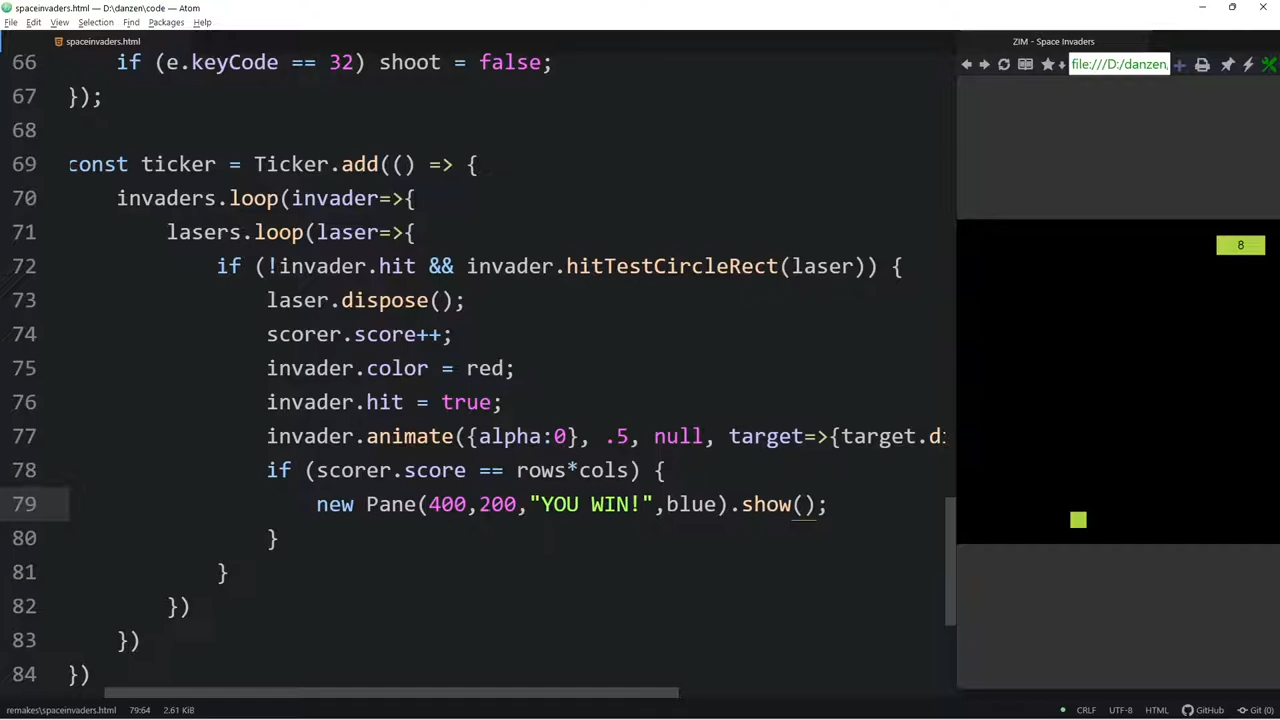 spaceinvaders.html — D:\danzen\code — Atom
File Edit View Selection Find Packages Help
spaceinvaders.html
ZIM - Space Invaders
file:///D:/danzen,
66 if (e.keyCode == 32) shoot = false;
67 });
68
69 const ticker = Ticker.add(() => {
70 invaders.loop(invader=>{
71 lasers.loop(laser=>{
72 if (!invader.hit && invader.hitTestCircleRect(laser)) {
73 laser.dispose();
74 scorer.score++;
75 invader.color = red;
76 invader.hit = true;
77 invader.animate({alpha:0}, .5, null, target=>{target.di
78 if (scorer.score == rows*cols) {
79 new Pane(400,200,"YOU WIN!",blue).show();
80 }
81 }
82 })
83 })
84 })
8
remakes\spaceinvaders.html 79:64 2.61 KiB CRLF UTF-8 HTML GitHub Git (0)